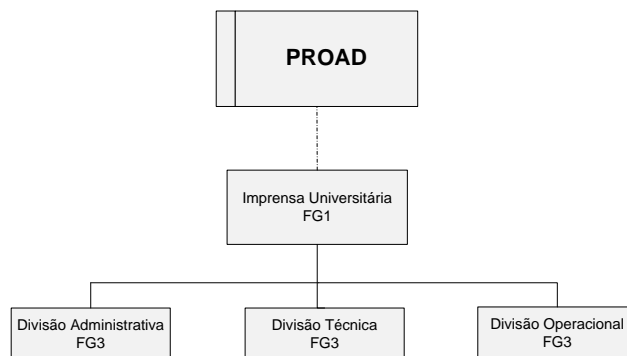 PROAD
Imprensa Universitária
FG1
Divisão Administrativa
FG3
Divisão Técnica
FG3
Divisão Operacional
FG3